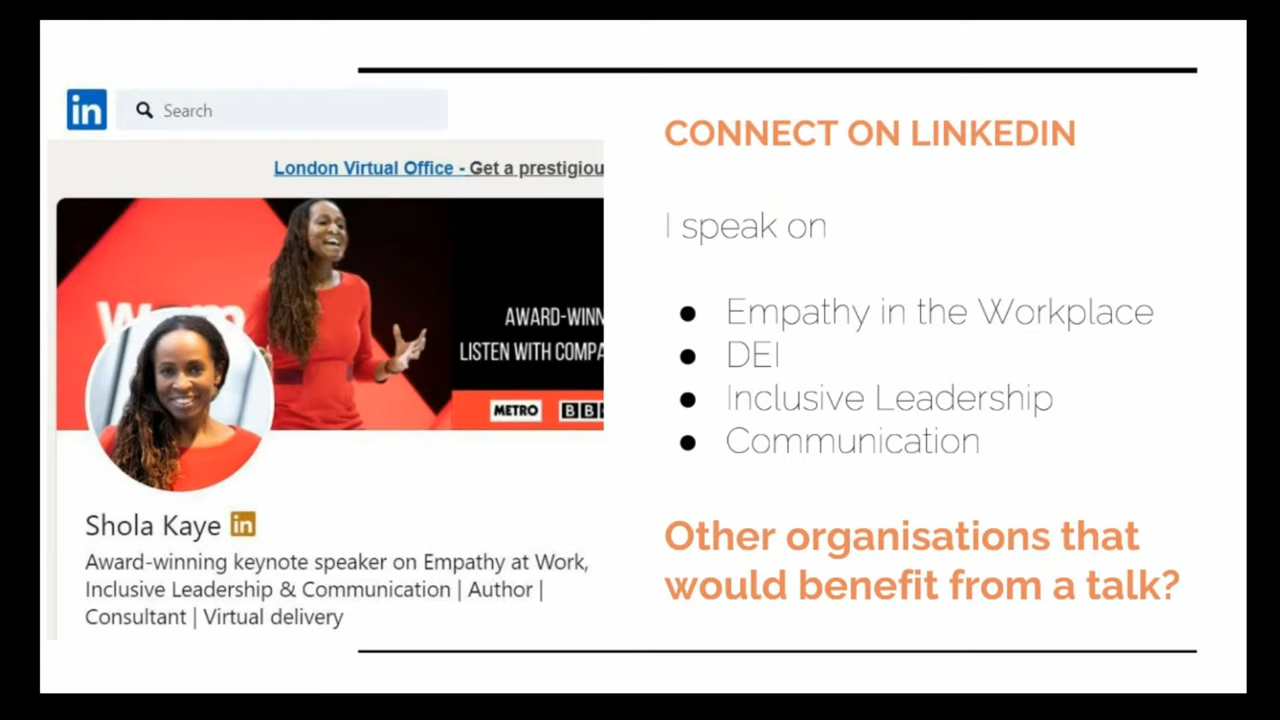 in
Search
London Virtual Office - Get a prestigiou
AWARD-WINN
LISTEN WITH COMPA
METRO
BB
Shola Kaye in
Award-winning keynote speaker on Empathy at Work,
Inclusive Leadership & Communication | Author |
Consultant | Virtual delivery
CONNECT ON LINKEDIN
I speak on
● Empathy in the Workplace
● DEI
● Inclusive Leadership
● Communication
Other organisations that
would benefit from a talk?